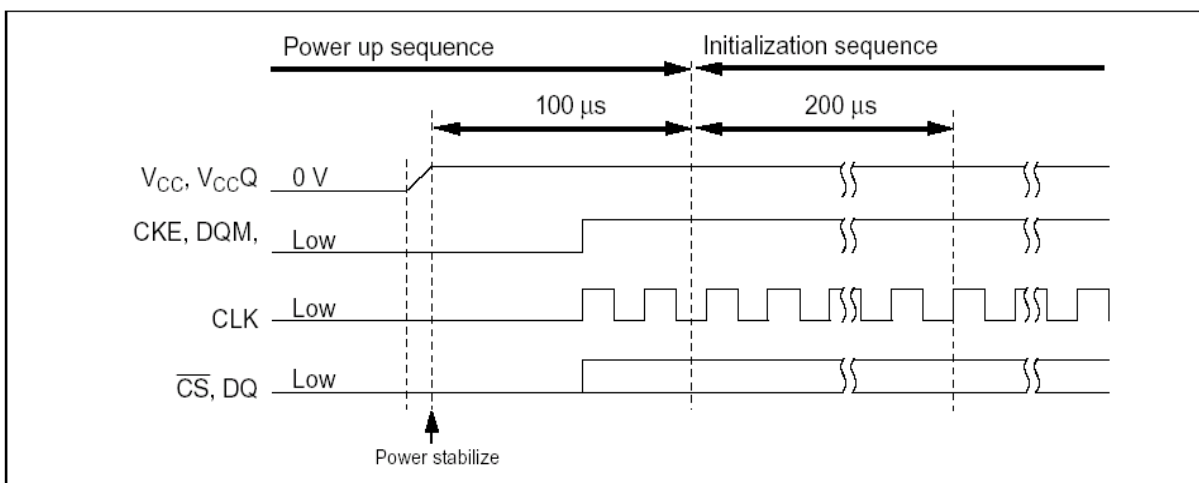 Power up sequence
Initialization sequence
100 μs
200 μs
VCC, VCCQ
0 V
CKE, DQM,
Low
CLK
Low
CS, DQ
Low
Power stabilize